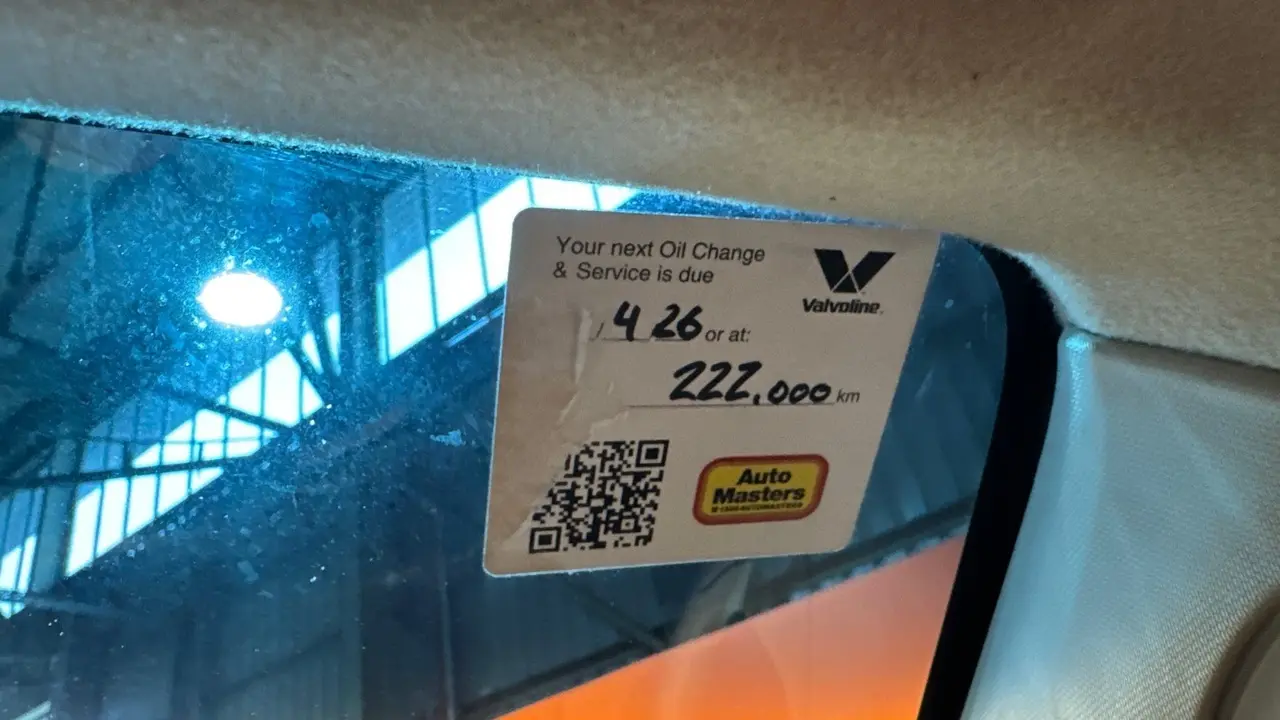 Your next Oil Change
& Service is due
/ 4 26 or at:
222,000 km
Valvoline
Auto
Masters